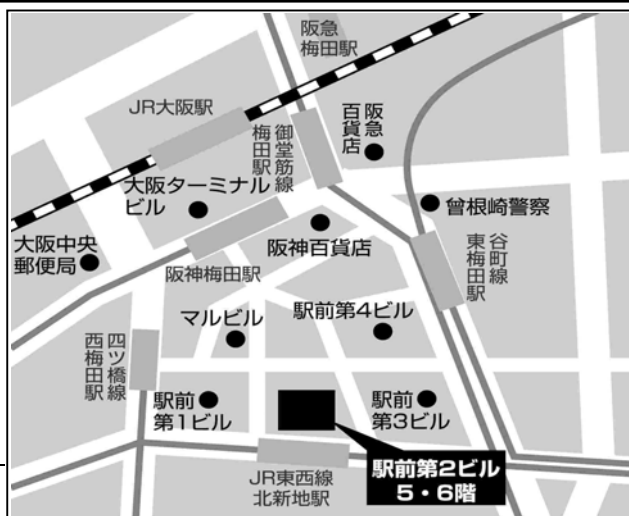 阪急
梅田駅
JR大阪駅
御堂筋線
梅田駅
阪急
百貨店
大阪ターミナル
ビル
曾根崎警察
大阪中央
郵便局
阪神百貨店
阪神梅田駅
谷町線
東梅田駅
マルビル
駅前第4ビル
四ツ橋線
西梅田駅
駅前
第1ビル
駅前
第3ビル
駅前第2ビル
5・6階
JR東西線
北新地駅